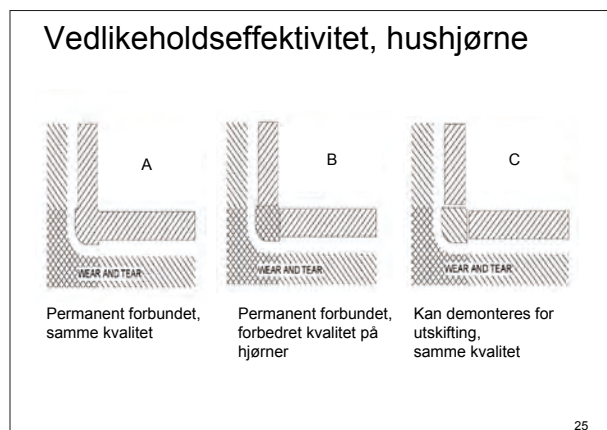 Vedlikeholdseffektivitet, hushjørne
A
B
C
WEAR AND TEAR
WEAR AND TEAR
WEAR AND TEAR
Permanent forbundet,
samme kvalitet
Permanent forbundet,
forbedret kvalitet på
hjørner
Kan demonteres for
utskifting,
samme kvalitet
25